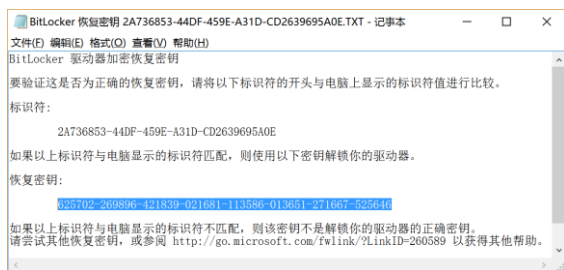 BitLocker 恢复密钥 2A736853-44DF-459E-A31D-CD2639695A0E.TXT - 记事本
文件(F) 编辑(E) 格式(O) 查看(V) 帮助(H)
BitLocker 驱动器加密恢复密钥
要验证这是否为正确的恢复密钥，请将以下标识符的开头与电脑上显示的标识符值进行比较。
标识符:
2A736853-44DF-459E-A31D-CD2639695A0E
如果以上标识符与电脑显示的标识符匹配，则使用以下密钥解锁你的驱动器。
恢复密钥:
625702-269896-421839-021681-113586-013651-271667-525646
如果以上标识符与电脑显示的标识符不匹配，则该密钥不是解锁你的驱动器的正确密钥。
请尝试其他恢复密钥，或参阅 http://go.microsoft.com/fwlink/?LinkID=260589 以获得其他帮助。